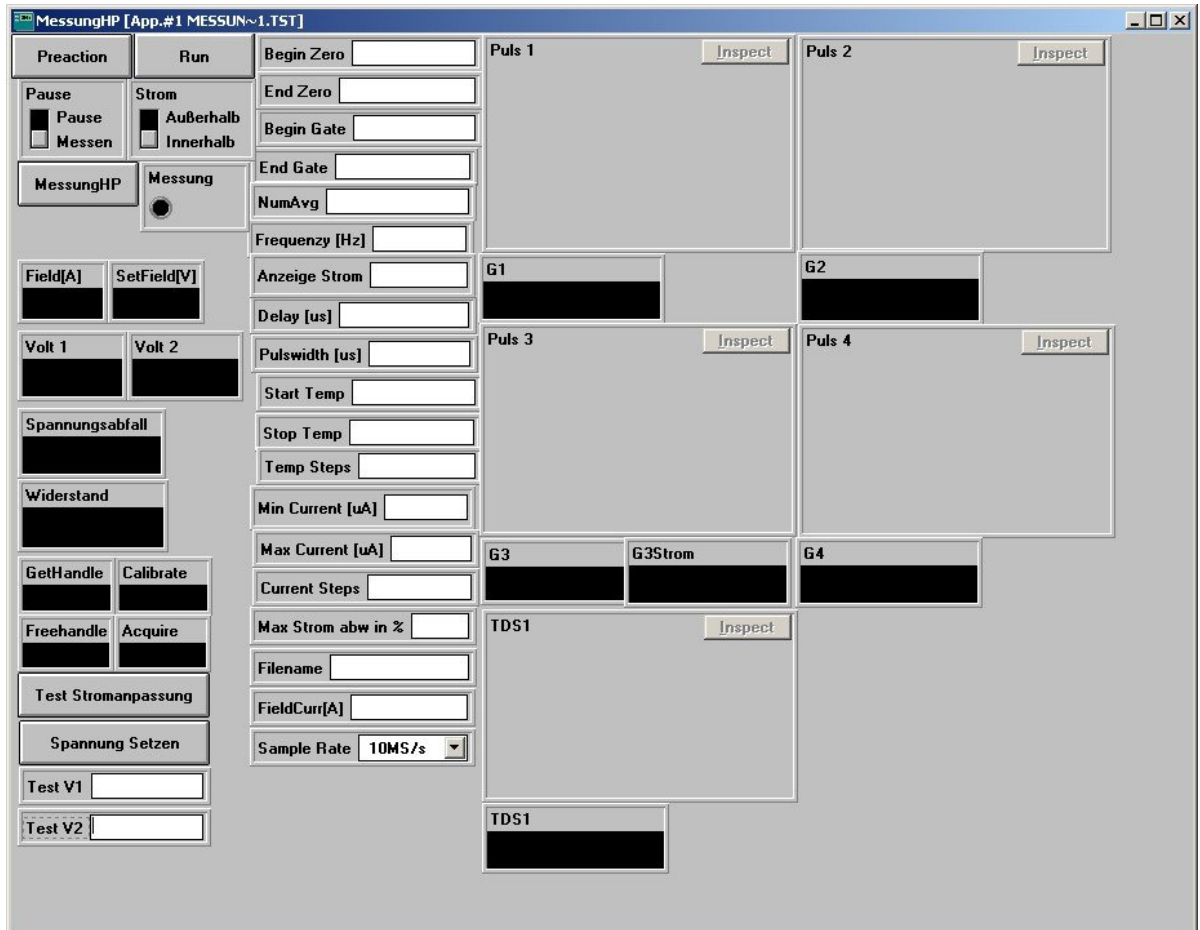 MessungHP [App.#1 MESSUN~1.TST]
Preaction
Run
Pause
Pause
Messen
Strom
Außerhalb
Innerhalb
MessungHP
Messung
Field[A]
SetField[V]
Volt 1
Volt 2
Spannungsabfall
Widerstand
GetHandle
Calibrate
Freehandle
Acquire
Test Stromanpassung
Spannung Setzen
Test V1
Test V2
Begin Zero
End Zero
Begin Gate
End Gate
NumAvg
Frequenzy [Hz]
Anzeige Strom
Delay [us]
Pulswidth [us]
Start Temp
Stop Temp
Temp Steps
Min Current [uA]
Max Current [uA]
Current Steps
Max Strom abw in %
Filename
FieldCurr[A]
Sample Rate 10MS/s
Puls 1
Inspect
Puls 2
Inspect
G1
G2
Puls 3
Inspect
Puls 4
Inspect
G3
G3Strom
G4
TDS1
Inspect
TDS1